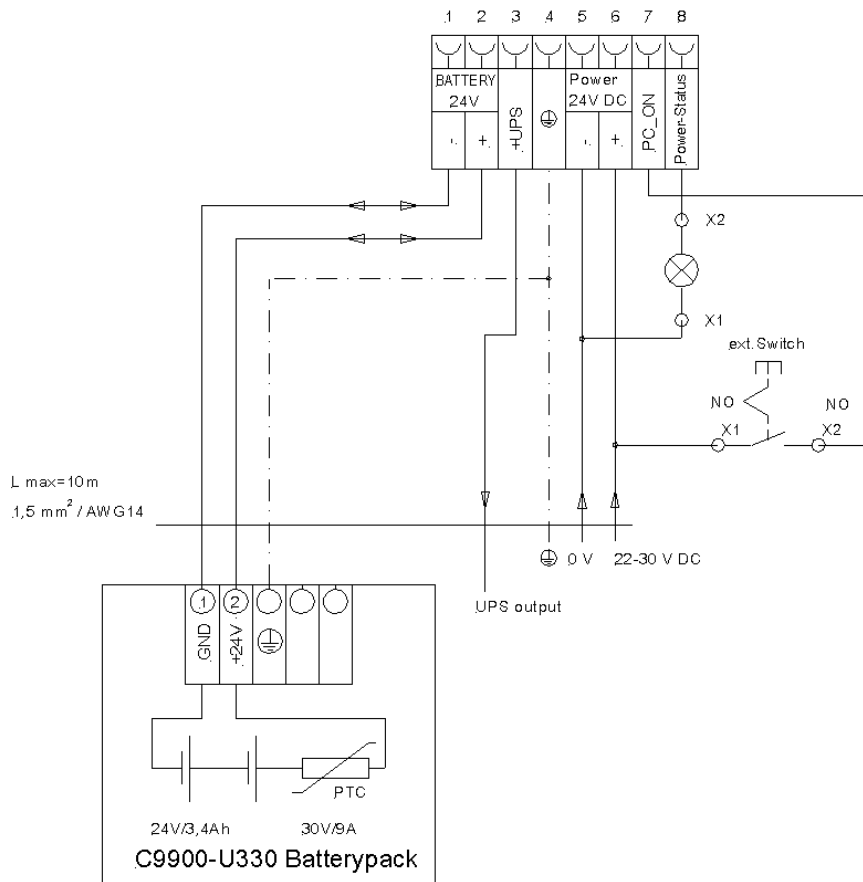 1 2 3 4 5 6 7 8
BATTERY
24V
- +
+UPS
Power
24V DC
- +
PC_ON
Power-Status
X2
X1
ext.Switch
NO NO
X1 X2
L max=10m
1,5 mm² / AWG14
0 V 22-30 V DC
UPS output
1 2
GND
+24V
PTC
24V/3,4Ah 30V/9A
C9900-U330 Batterypack